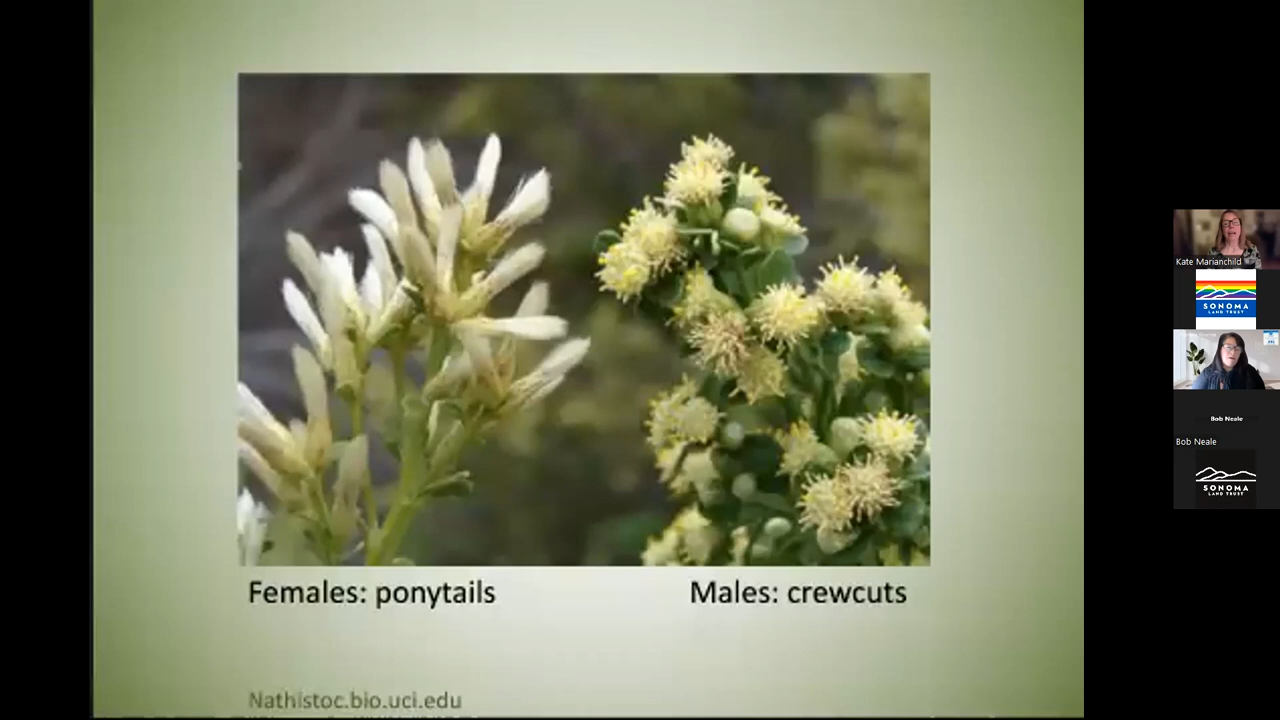 Females: ponytails
Males: crewcuts
Nathistoc.bio.uci.edu
Kate Marianchild
SONOMA
LAND TRUST
Bob Neale
Bob Neale
SONOMA
LAND TRUST